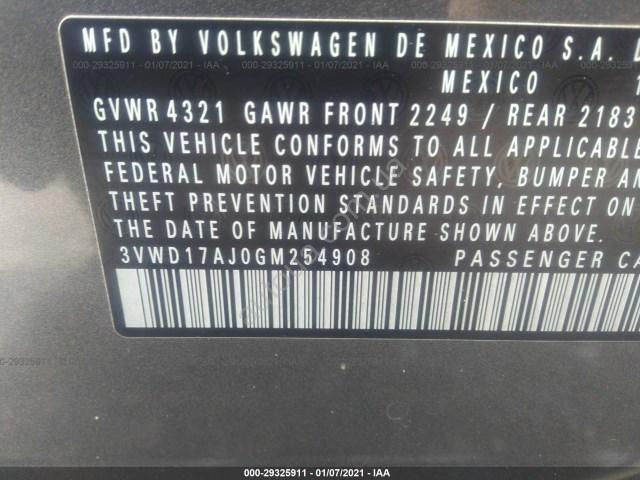 MFD BY VOLKSWAGEN DE MEXICO S.A.
MEXICO 1
GVWR 4321 GAWR FRONT 2249 / REAR 2183
THIS VEHICLE CONFORMS TO ALL APPLICABLE
FEDERAL MOTOR VEHICLE SAFETY, BUMPER AN
THEFT PREVENTION STANDARDS IN EFFECT ON
THE DATE OF MANUFACTURE SHOWN ABOVE.
3VWD17AJ0GM254908 PASSENGER CA
000-29325911 - 01/07/2021 - IAA